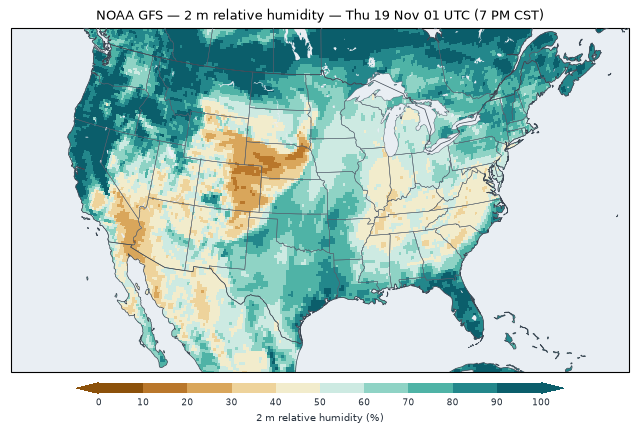 NOAA GFS — 2 m relative humidity — Thu 19 Nov 01 UTC (7 PM CST)
0 10 20 30 40 50 60 70 80 90 100
2 m relative humidity (%)